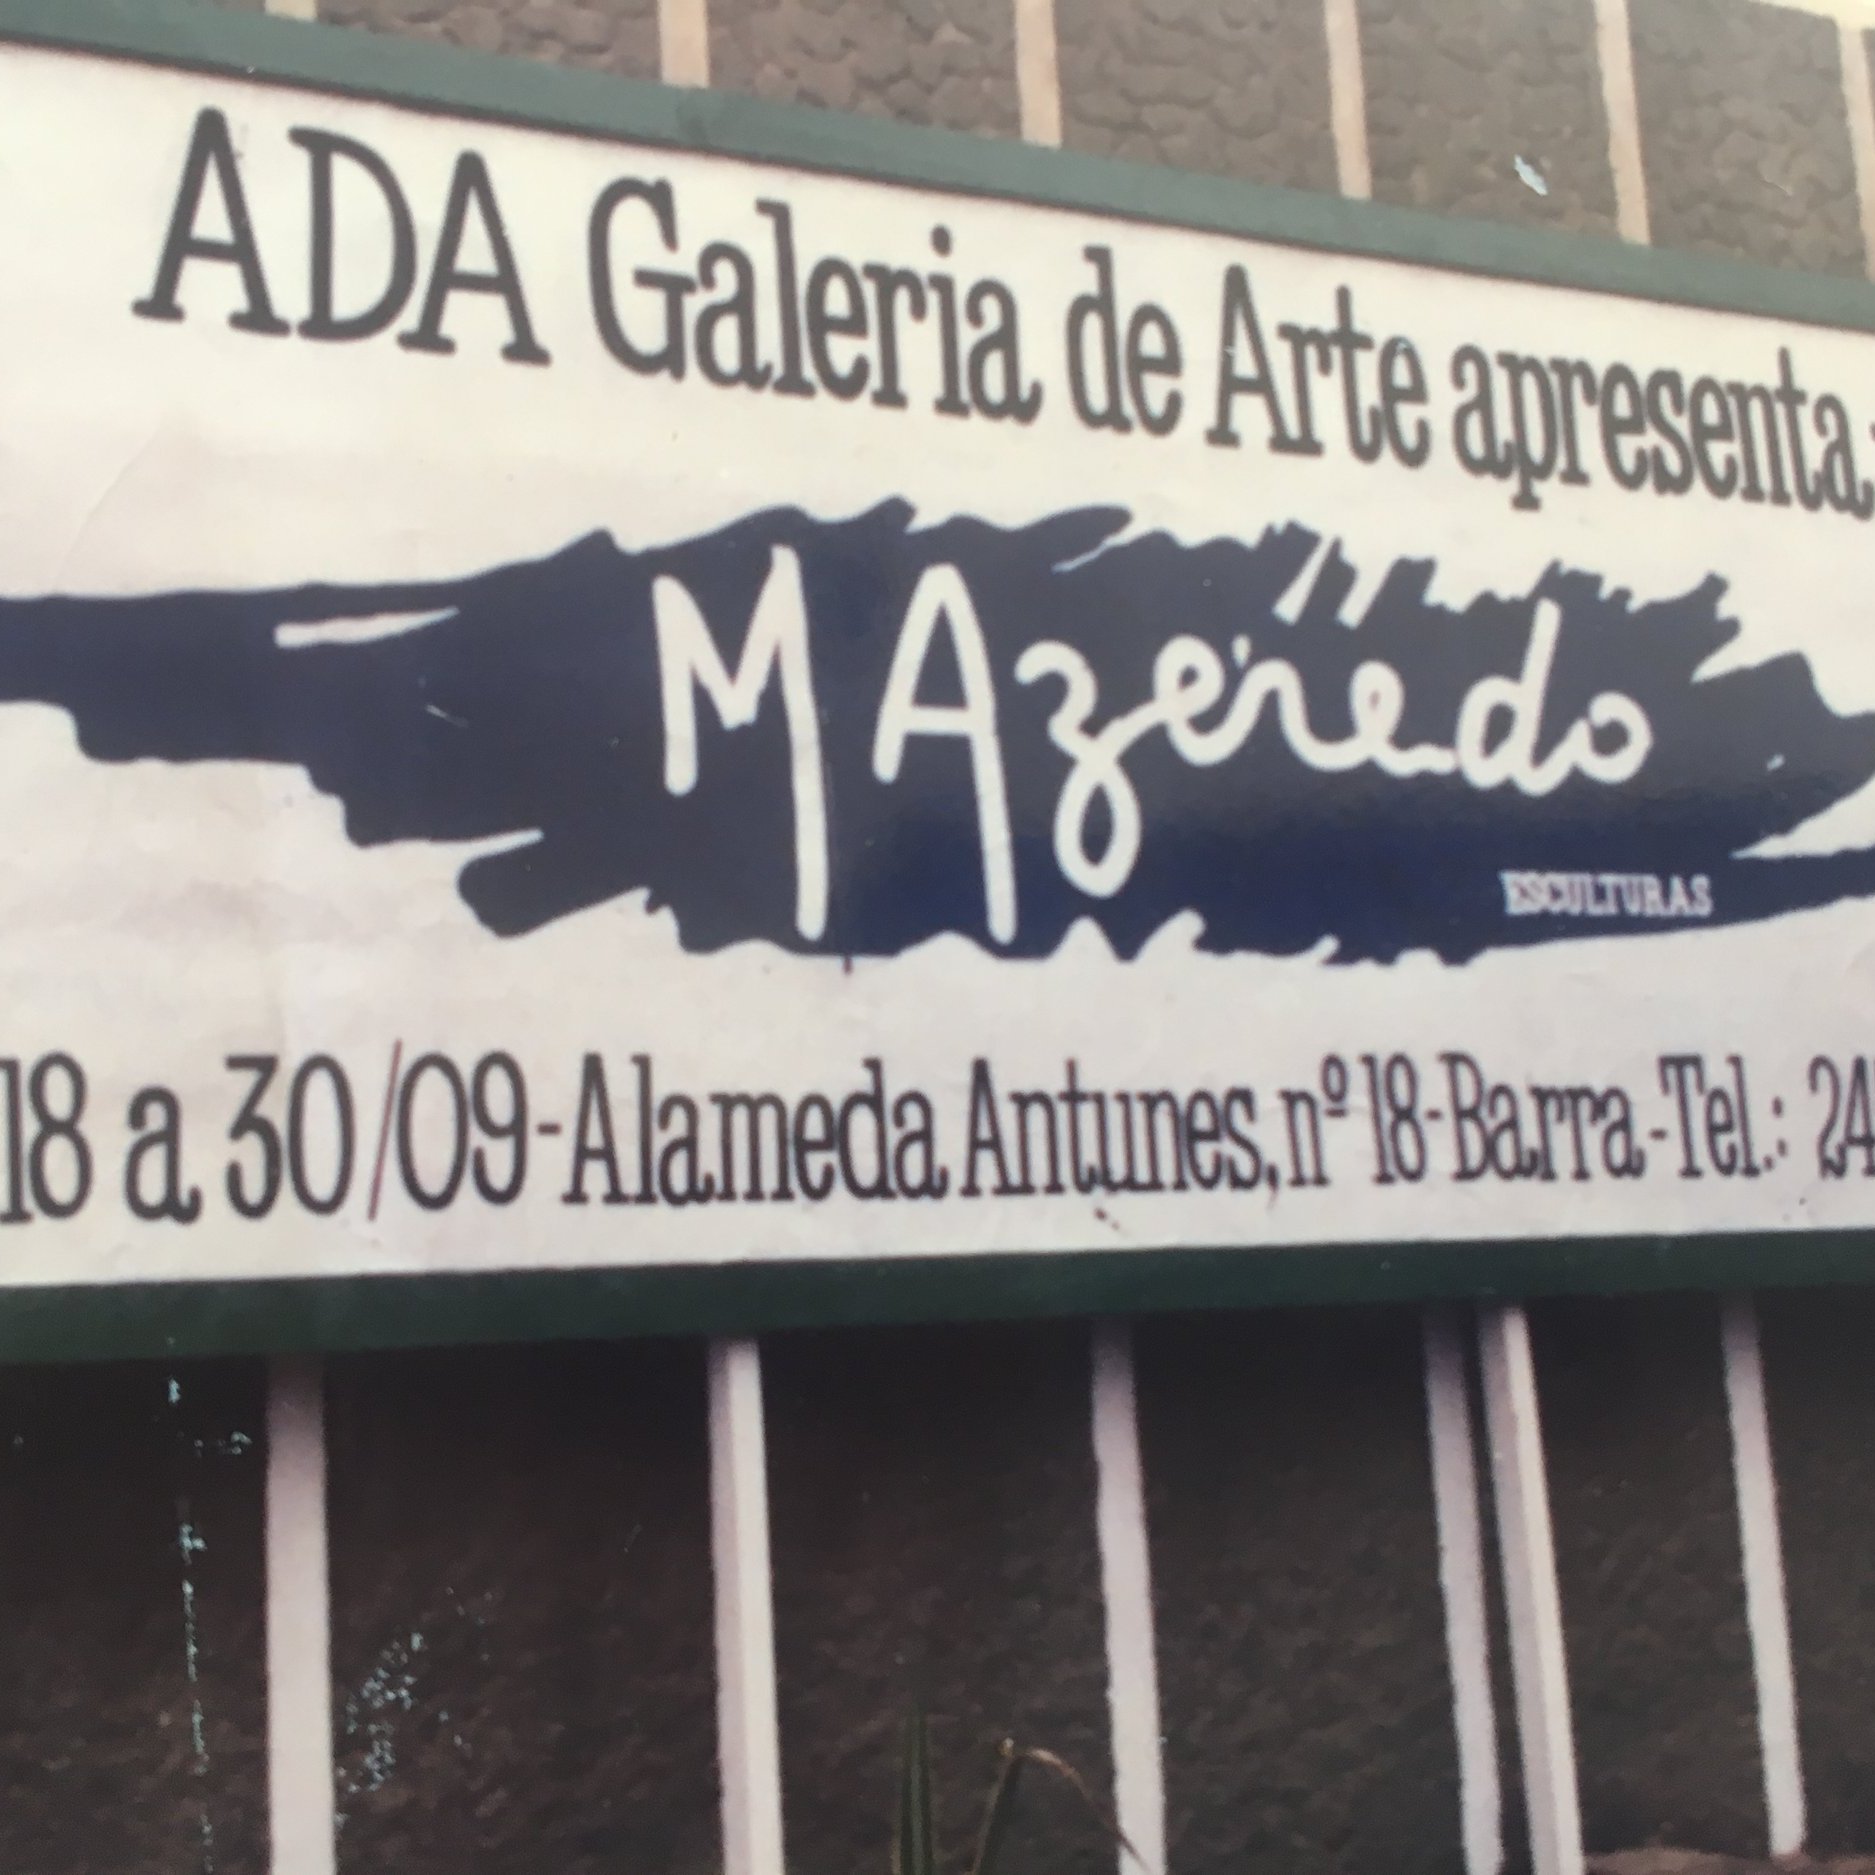 ADA Galeria de Arte apresenta:
MAzeredo
ESCULTURAS
18 a 30/09-Alameda Antunes, nº 18-Barra-Tel.: 24